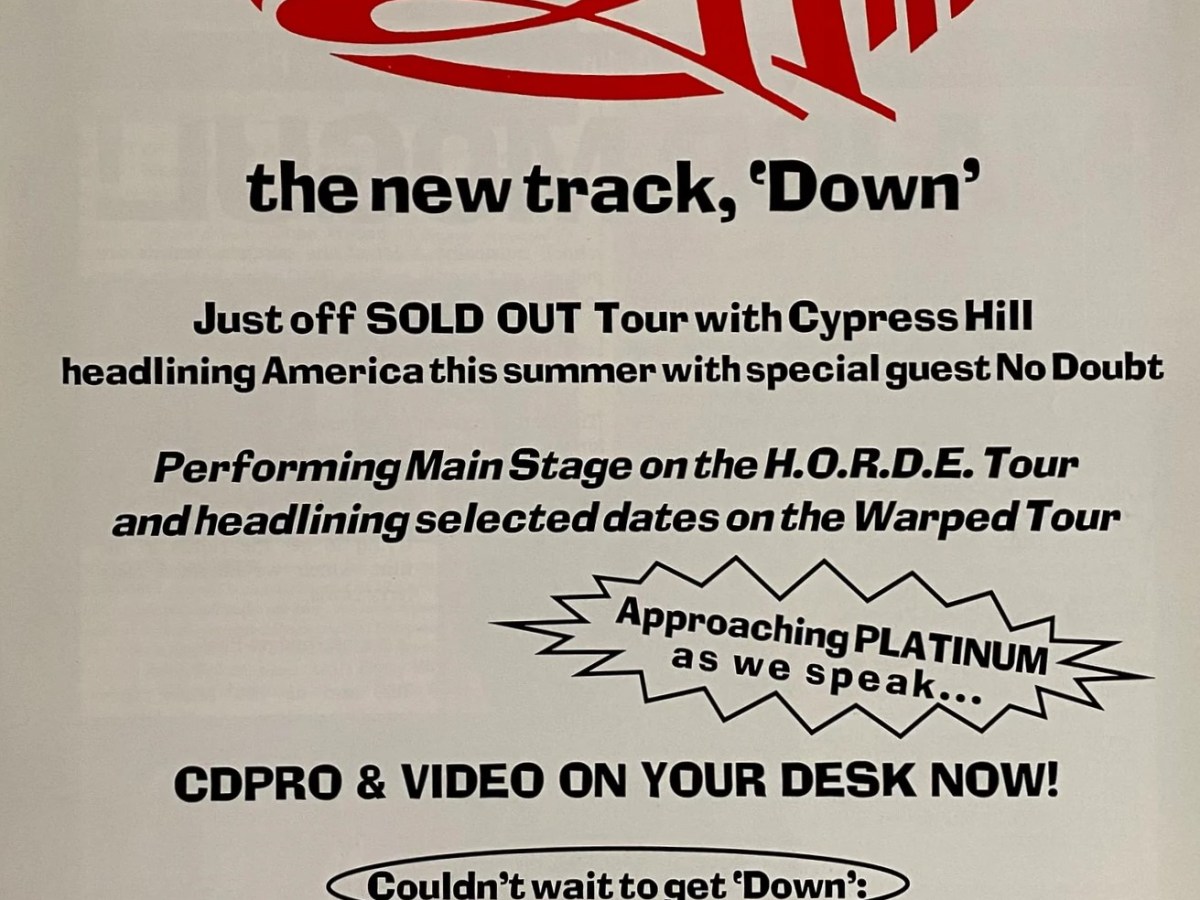 the new track, ‘Down’
Just off SOLD OUT Tour with Cypress Hill
headlining America this summer with special guest No Doubt
Performing Main Stage on the H.O.R.D.E. Tour
and headlining selected dates on the Warped Tour
Approaching PLATINUM
as we speak...
CDPRO & VIDEO ON YOUR DESK NOW!
Couldn't wait to get ‘Down’: